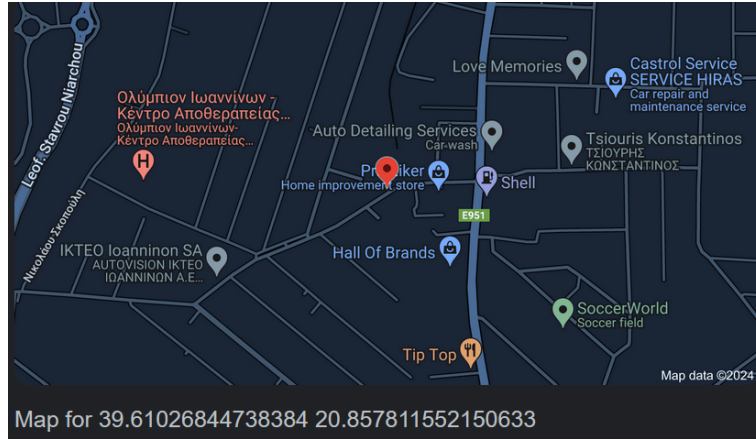 Leof. Stavrou Niarchou
Ολύμπιον Ιωαννίνων -
Κέντρο Αποθεραπείας...
Ολύμπιον Ιωαννίνων-
Κέντρο Αποθεραπείας...
H
Love Memories
Castrol Service
SERVICE HIRAS
Car repair and
maintenance service
Auto Detailing Services
Car wash
Tsiouris Konstantinos
ΤΣΙΟΥΡΗΣ
ΚΩΝΣΤΑΝΤΙΝΟΣ
Home improvement store
Shell
Νικολάου Σκοπούλη
E951
IKTEO Ioanninon SA
AUTOVISION ΙΚΤΕΟ
ΙΩΑΝΝΙΝΩΝ Α.Ε...
Hall Of Brands
SoccerWorld
Soccer field
Tip Top
Map data ©2024
Map for 39.61026844738384 20.857811552150633